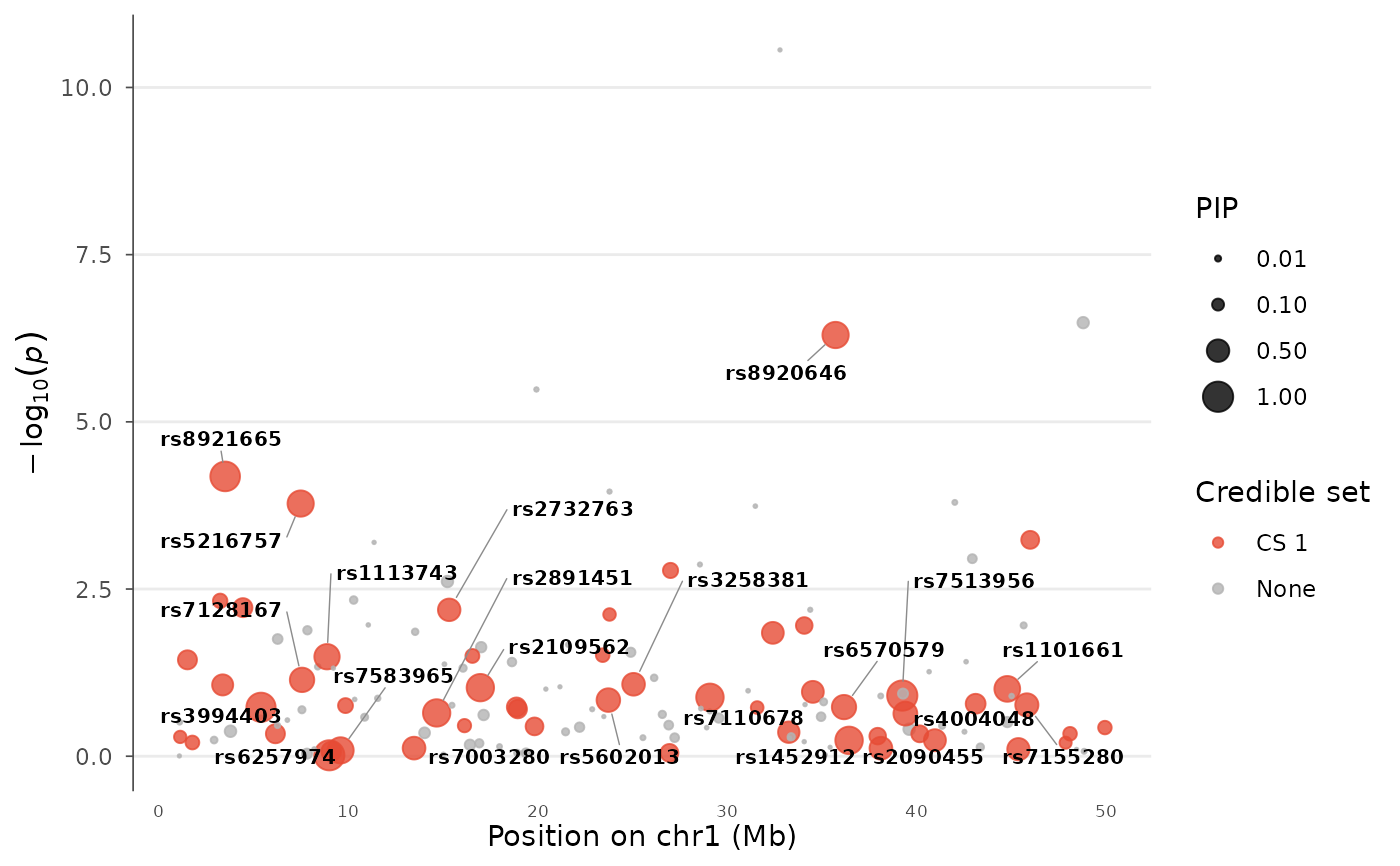 10.0
7.5
5.0
2.5
0.0
−log10(p)
rs8920646
rs8921665
rs2732763
rs5216757
rs1113743
rs2891451
rs3258381
rs7513956
rs7128167
rs2109562
rs6570579
rs1101661
rs7583965
rs3994403
rs7110678
rs4004048
rs6257974
rs7003280
rs5602013
rs1452912
rs2090455
rs7155280
0
10
20
30
40
50
Position on chr1 (Mb)
PIP
0.01
0.10
0.50
1.00
Credible set
CS 1
None